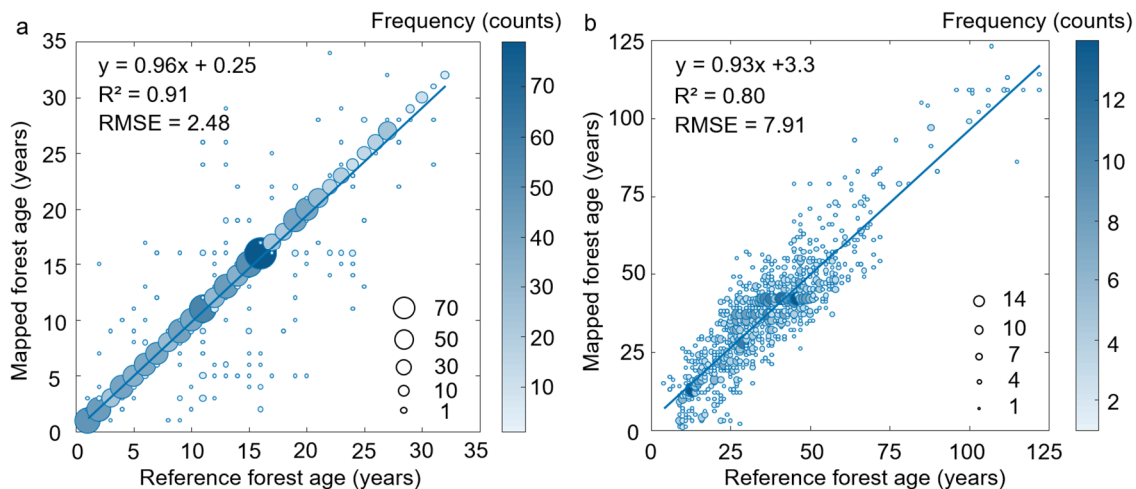 a
Frequency (counts)
35
30
25
20
15
10
5
0
y = 0.96x + 0.25
R² = 0.91
RMSE = 2.48
70
50
30
10
1
0 5 10 15 20 25 30 35
Mapped forest age (years)
Reference forest age (years)
70
60
50
40
30
20
10
b
Frequency (counts)
125
100
75
50
25
0
y = 0.93x +3.3
R² = 0.80
RMSE = 7.91
14
10
7
4
1
0 25 50 75 100 125
Mapped forest age (years)
Reference forest age (years)
12
10
8
6
4
2